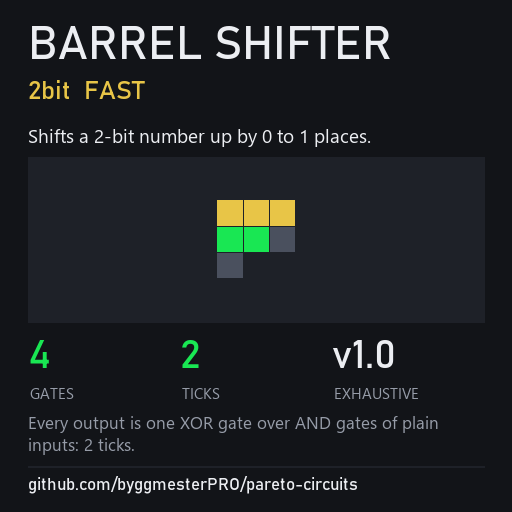 BARREL SHIFTER
2bit FAST
Shifts a 2-bit number up by 0 to 1 places.
4 2 v1.0
GATES TICKS EXHAUSTIVE
Every output is one XOR gate over AND gates of plain
inputs: 2 ticks.
github.com/byggmesterPRO/pareto-circuits